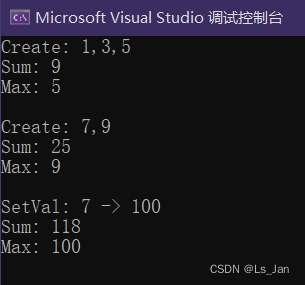 Microsoft Visual Studio 调试控制台
Create: 1,3,5
Sum: 9
Max: 5
Create: 7,9
Sum: 25
Max: 9
SetVal: 7 -> 100
Sum: 118
Max: 100
CSDN @Ls_Jan